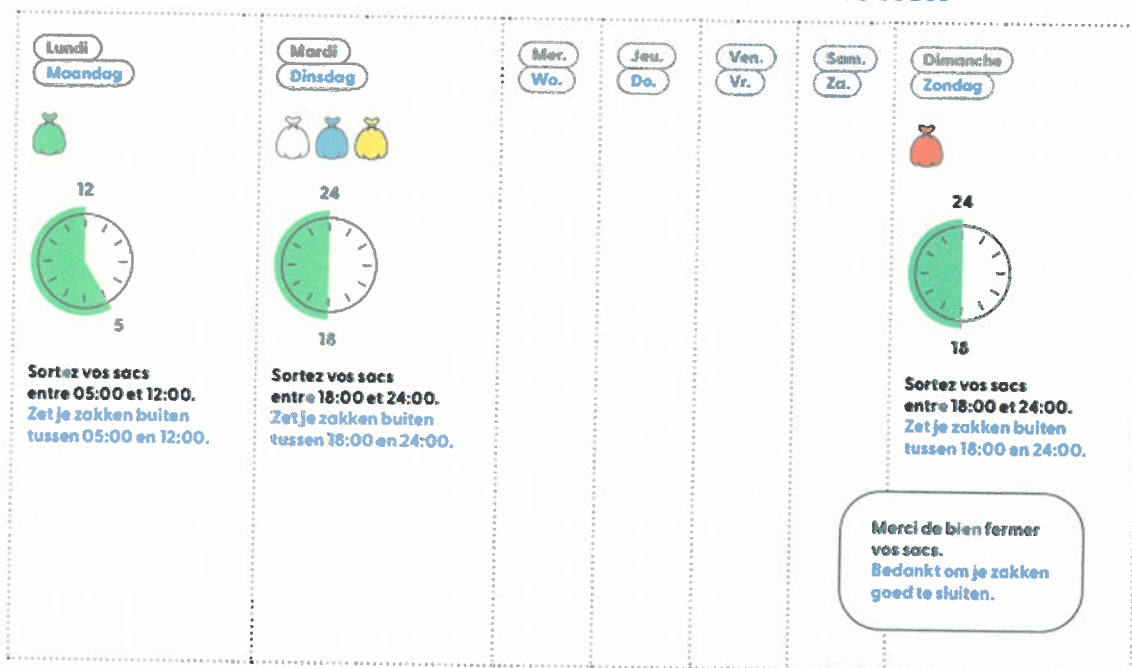 Lundi
Maandag
12
5
Sortez vos sacs
entre 05:00 et 12:00.
Zet je zakken buiten
tussen 05:00 en 12:00.
Mardi
Dinsdag
24
18
Sortez vos sacs
entre 18:00 et 24:00.
Zet je zakken buiten
tussen 18:00 en 24:00.
Mer.
Wo.
Jeu.
Do.
Ven.
Vr.
Sam.
Za.
Dimanche
Zondag
24
18
Sortez vos sacs
entre 18:00 et 24:00.
Zet je zakken buiten
tussen 18:00 en 24:00.
Merci de bien fermer
vos sacs.
Bedankt om je zakken
goed te sluiten.